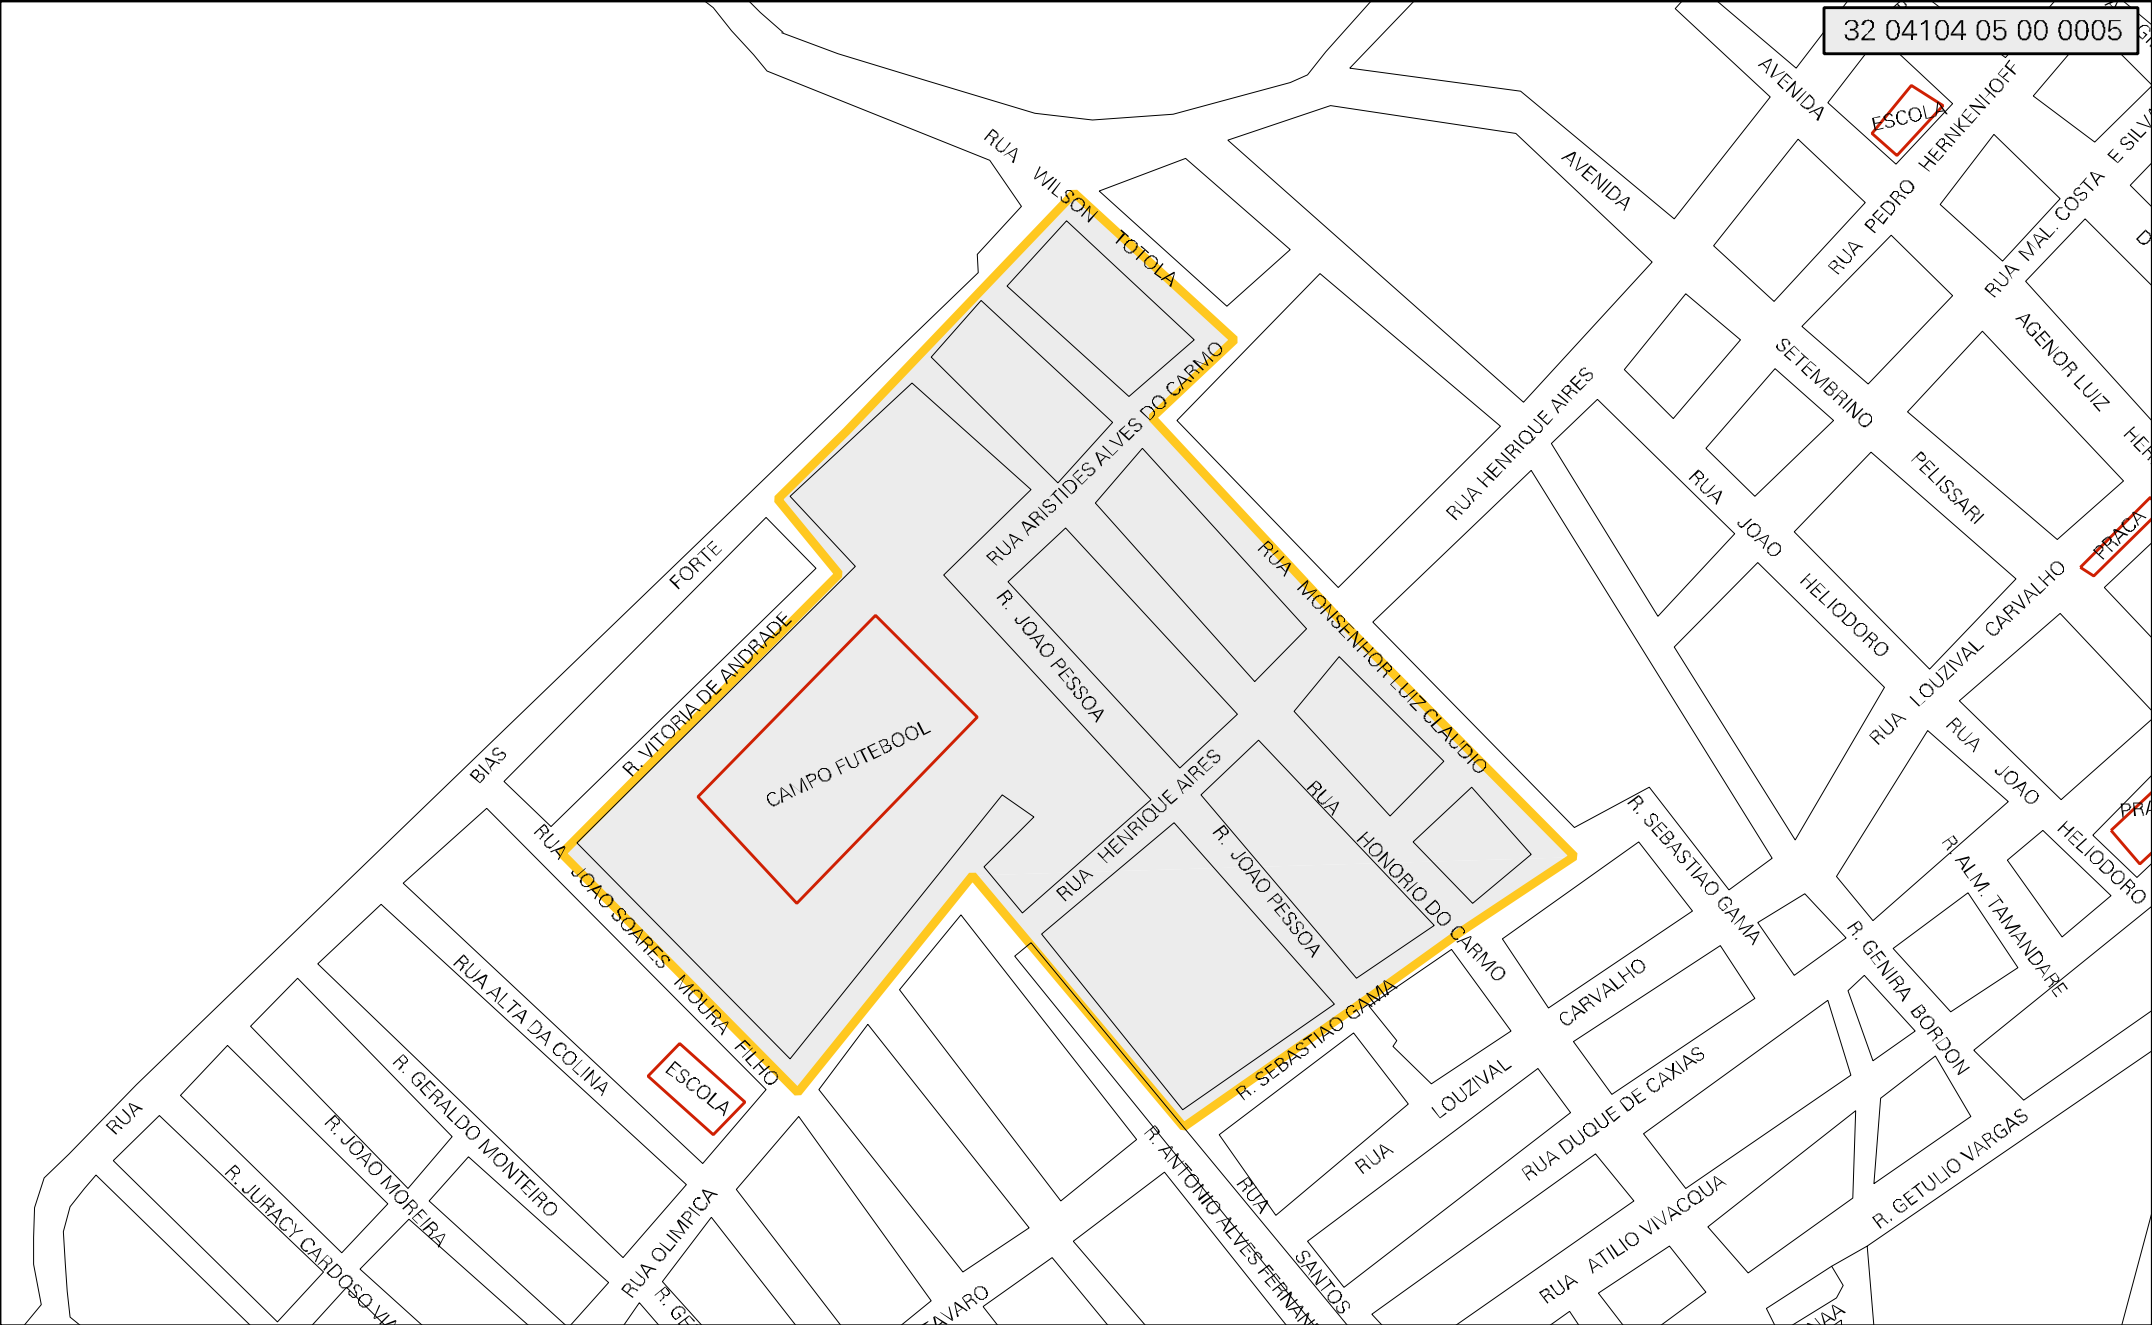 32 04104 05 00 0005
AVENIDA
ESCOLA
RUA PEDRO HERNKENHOFF
RUA MAL. COSTA E SILVA
RUA WILSON TOTOLA
AVENIDA
AGENOR LUIZ
SETEMBRINO PELISSARI
RUA ARISTIDES ALVES DO CARMO
RUA HENRIQUE AIRES
RUA JOAO HELIODORO
PRACA
RUA BIAS FORTE
R. VITORIA DE ANDRADE
R. JOAO PESSOA
RUA MONSENHOR LUIZ CLAUDIO
RUA LOUZIVAL CARVALHO
CAMPO FUTEBOOL
RUA HENRIQUE AIRES
RUA HONORIO DO CARMO
R. JOAO PESSOA
RUA JOAO HELIODORO
R. SEBASTIAO GAMA
R. ALM. TAMANDARE
RUA JOAO SOARES MOURA FILHO
RUA ALTA DA COLINA
R. GENIRA BORDON
R. SEBASTIAO GAMA
RUA LOUZIVAL CARVALHO
ESCOLA
R. GERALDO MONTEIRO
RUA DUQUE DE CAXIAS
R. JOAO MOREIRA
R. JURACY CARDOSO
R. ANTONIO ALVES
RUA SANTOS
RUA OLIMPICA
RUA ATILIO VIVACQUA
R. GETULIO VARGAS